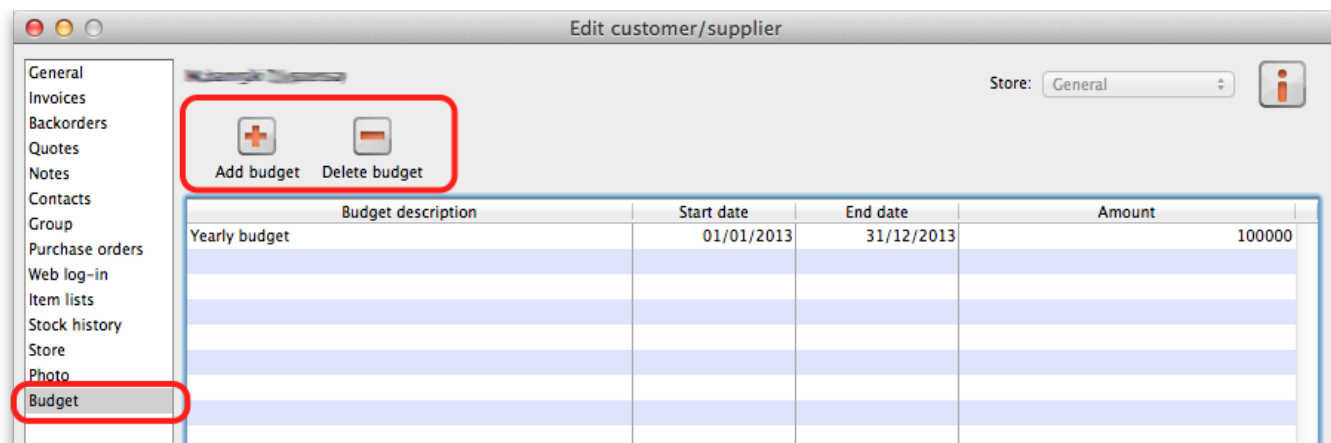 Edit customer/supplier
General
Invoices
Backorders
Quotes
Notes
Contacts
Group
Purchase orders
Web log-in
Item lists
Stock history
Store
Photo
Budget
Store: General
Add budget Delete budget
Budget description Start date End date Amount
Yearly budget 01/01/2013 31/12/2013 100000